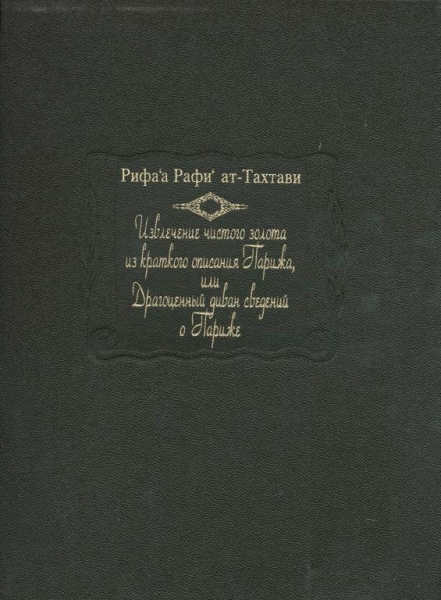 Рифа‘а Рафи‘ ат-Тахтави
Извлечение чистого золота
из краткого описания Парижа,
или
Драгоценный диван сведений
о Париже